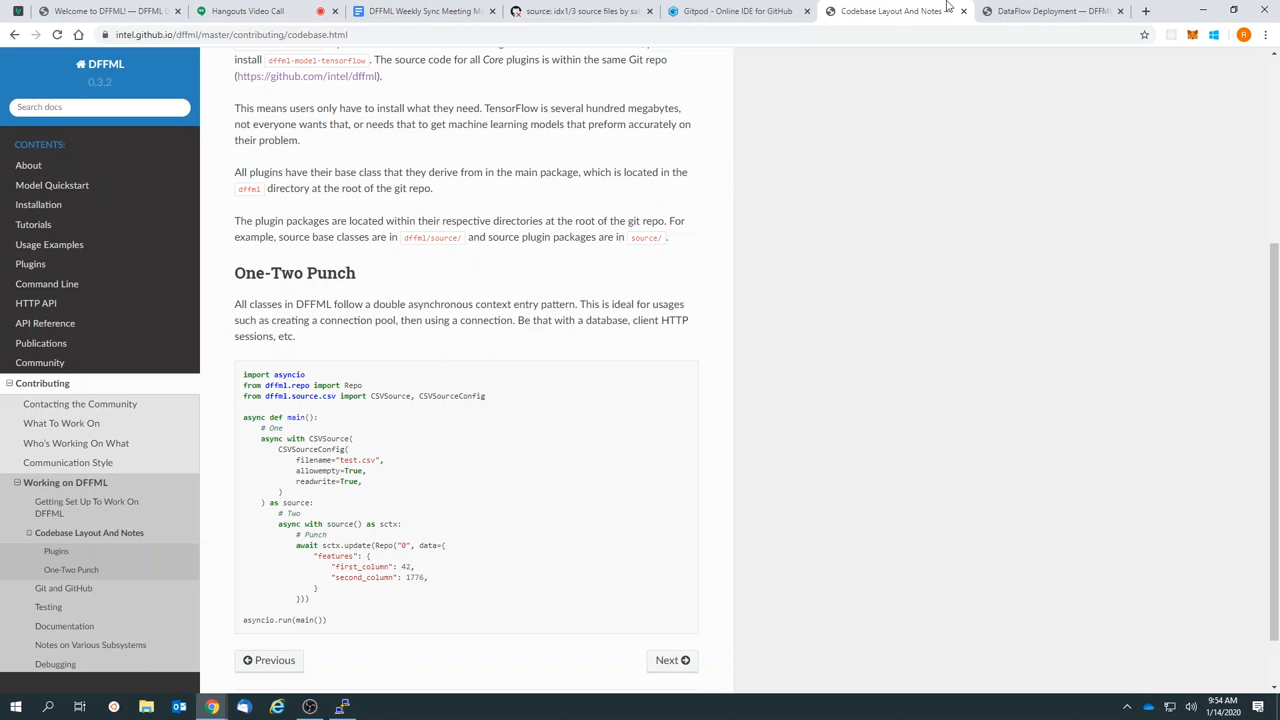 Welcome to DFFML! — DFFML
Hangouts Video Call
DFFML Weekly Sync Meeting M
source: idx1/3 source files by sa
Gitpod - Online IDE for GitHub
Codebase Layout And Notes
DataFlow Deployment — DFFML
intel.github.io/dffml/master/contributing/codebase.html
R
DFFML
0.3.2
Search docs
CONTENTS:
About
Model Quickstart
Installation
Tutorials
Usage Examples
Plugins
Command Line
HTTP API
API Reference
Publications
Community
Contributing
Contacting the Community
What To Work On
Who's Working On What
Communication Style
Working on DFFML
Getting Set Up To Work On
DFFML
Codebase Layout And Notes
Plugins
One-Two Punch
Git and GitHub
Testing
Documentation
Notes on Various Subsystems
Debugging
install dffml-model-tensorflow. The source code for all Core plugins is within the same Git repo
(https://github.com/intel/dffml).
This means users only have to install what they need. TensorFlow is several hundred megabytes,
not everyone wants that, or needs that to get machine learning models that preform accurately on
their problem.
All plugins have their base class that they derive from in the main package, which is located in the
dffml directory at the root of the git repo.
The plugin packages are located within their respective directories at the root of the git repo. For
example, source base classes are in dffml/source/ and source plugin packages are in source/.
One-Two Punch
All classes in DFFML follow a double asynchronous context entry pattern. This is ideal for usages
such as creating a connection pool, then using a connection. Be that with a database, client HTTP
sessions, etc.
import asyncio
from dffml.repo import Repo
from dffml.source.csv import CSVSource, CSVSourceConfig
async def main():
# One
async with CSVSource(
CSVSourceConfig(
filename="test.csv",
allowempty=True,
readwrite=True,
)
) as source:
# Two
async with source() as sctx:
# Punch
await sctx.update(Repo("0", data={
"features": {
"first_column": 42,
"second_column": 1776,
}
}))
asyncio.run(main())
Previous
Next
9:54 AM
1/14/2020